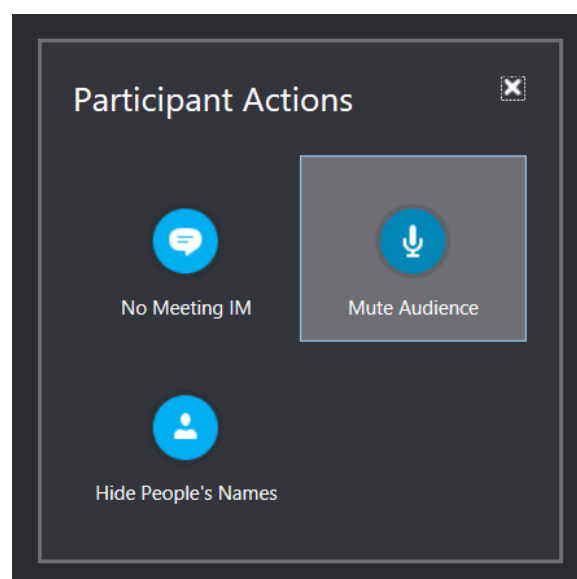 Participant Actions
No Meeting IM
Mute Audience
Hide People's Names